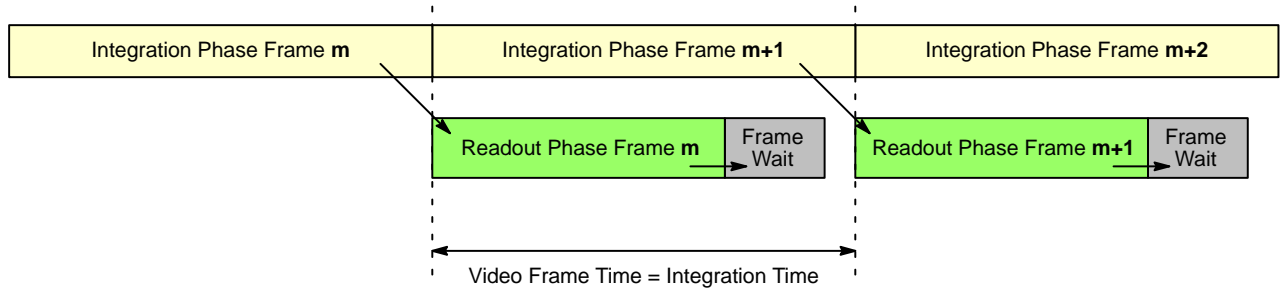 Integration Phase Frame m
Integration Phase Frame m+1
Integration Phase Frame m+2
Readout Phase Frame m
Frame
Wait
Readout Phase Frame m+1
Frame
Wait
Video Frame Time = Integration Time